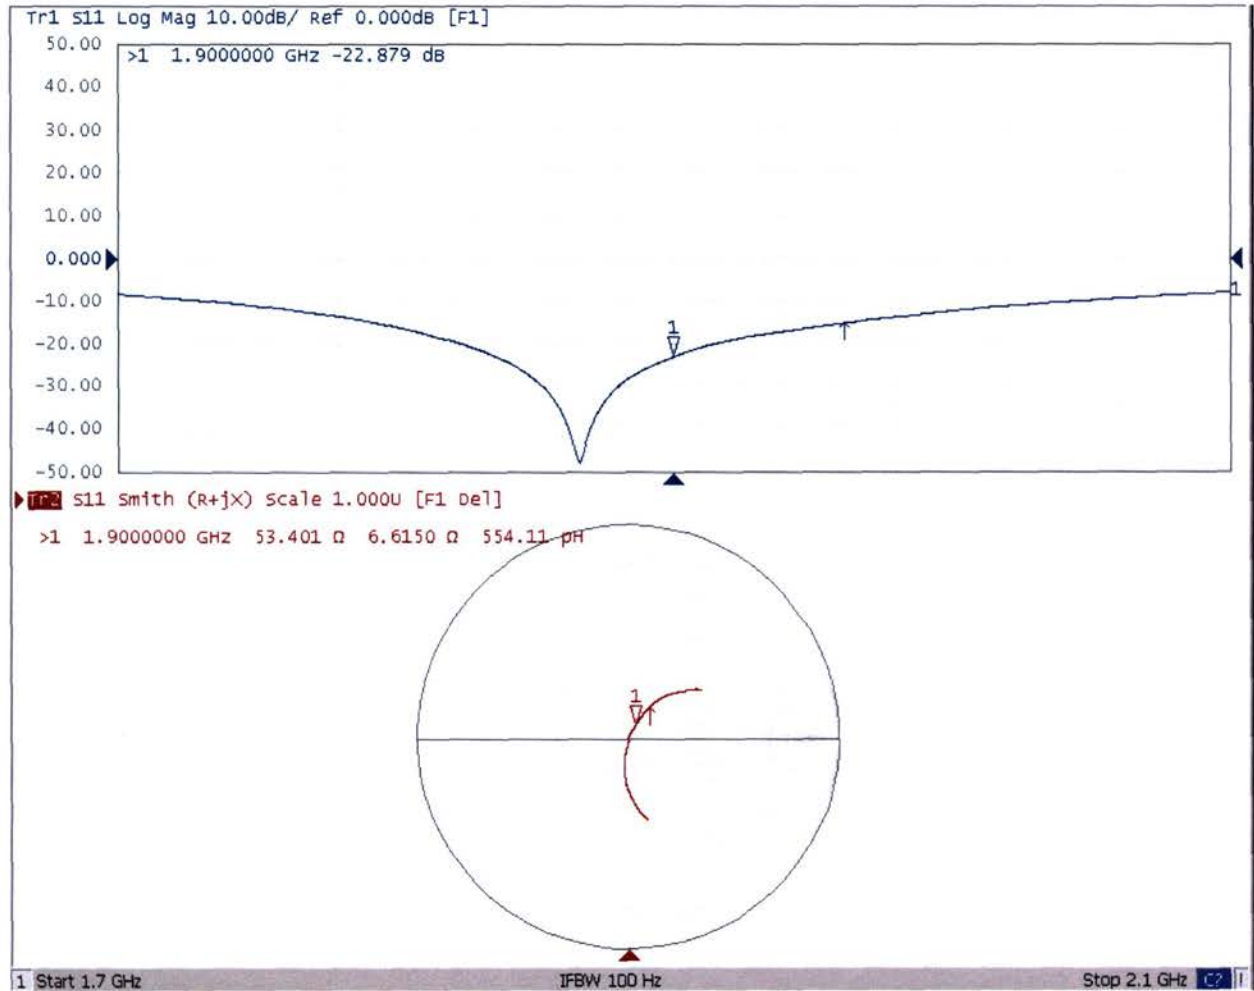 Tr1 S11 Log Mag 10.00dB/ Ref 0.000dB [F1]
50.00
>1 1.9000000 GHz -22.879 dB
40.00
30.00
20.00
10.00
0.000
-10.00
1
1
-20.00
-30.00
-40.00
-50.00
Tr2 S11 Smith (R+jX) Scale 1.000U [F1 Del]
>1 1.9000000 GHz 53.401 Ω 6.6150 Ω 554.11 pH
1
1 Start 1.7 GHz IFBW 100 Hz Stop 2.1 GHz C?